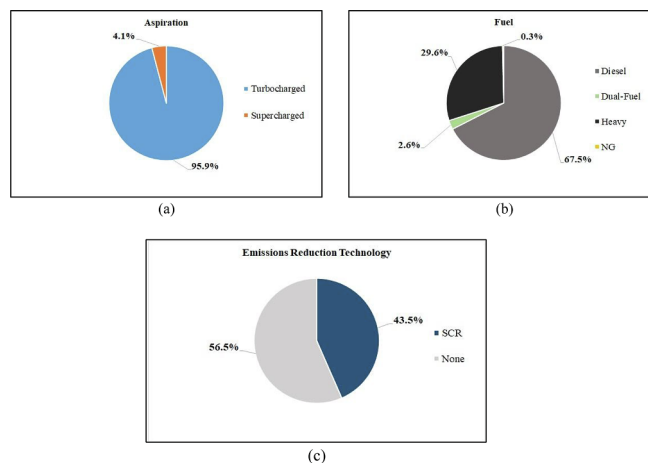 Aspiration
4.1%
Turbocharged
Supercharged
95.9%
(a)
Fuel
0.3%
29.6%
Diesel
Dual-Fuel
Heavy
NG
2.6%
67.5%
(b)
Emissions Reduction Technology
43.5%
SCR
56.5%
None
(c)